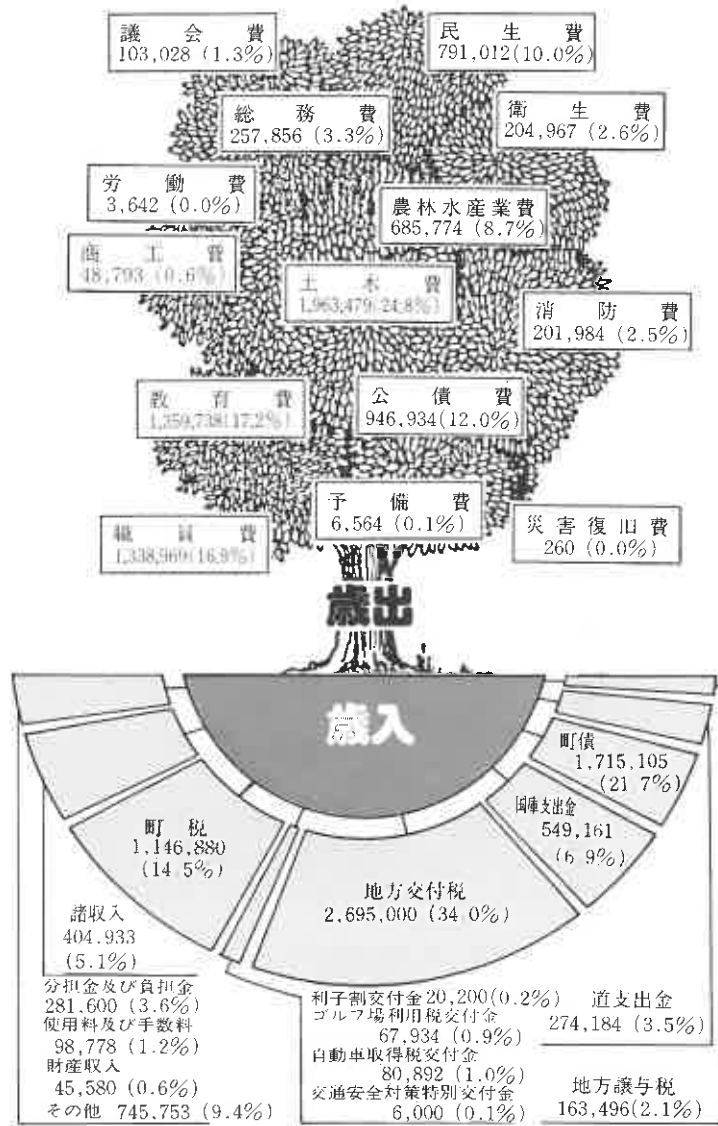 議会費
103,028 (1.3%)
民生費
791,012(10.0%)
総務費
257,856 (3.3%)
衛生費
204,967 (2.6%)
労働費
3,642 (0.0%)
農林水産業費
685,774 (8.7%)
商工費
48,793 (0.6%)
土木費
1,963,479(24.8%)
消防費
201,984 (2.5%)
教育費
1,359,738(17.2%)
公債費
946,934(12.0%)
職員費
1,338,969(16.9%)
予備費
6,564 (0.1%)
災害復旧費
260 (0.0%)
歳出
歳入
町債
1,715,105
(21.7%)
国庫支出金
549,161
(6.9%)
町税
1,146,880
(14.5%)
地方交付税
2,695,000 (34.0%)
諸収入
404.933
(5.1%)
分担金及び負担金
281.600 (3.6%)
使用料及び手数料
98,778 (1.2%)
財産収入
45,580 (0.6%)
その他 745,753 (9.4%)
利子割交付金 20,200(0.2%)
ゴルフ場利用税交付金
67,934 (0.9%)
自動車取得税交付金
80,892 (1.0%)
交通安全対策特別交付金
6,000 (0.1%)
道支出金
274,184 (3.5%)
地方譲与税
163,496(2.1%)